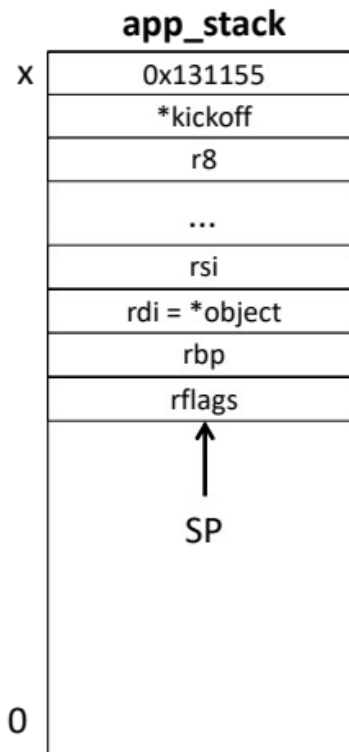 app_stack
x
0x131155
*kickoff
r8
...
rsi
rdi = *object
rbp
rflags
SP
0